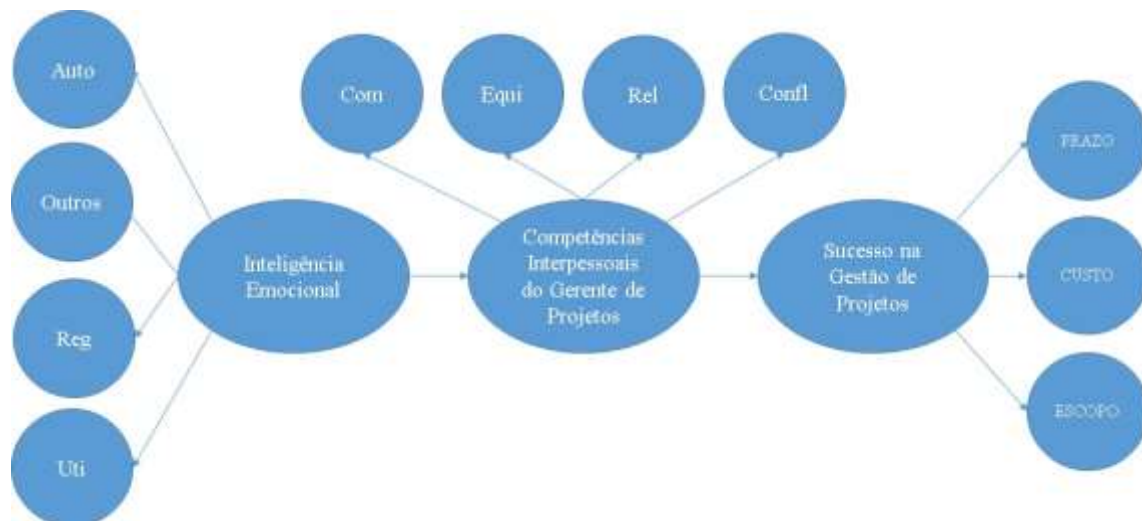 Auto
Outros
Reg
Uti
Inteligência
Emocional
Com
Equi
Rel
Confl
Competências
Interpessoais
do Gerente de
Projetos
Sucesso na
Gestão de
Projetos
PRAZO
CUSTO
ESCOPO